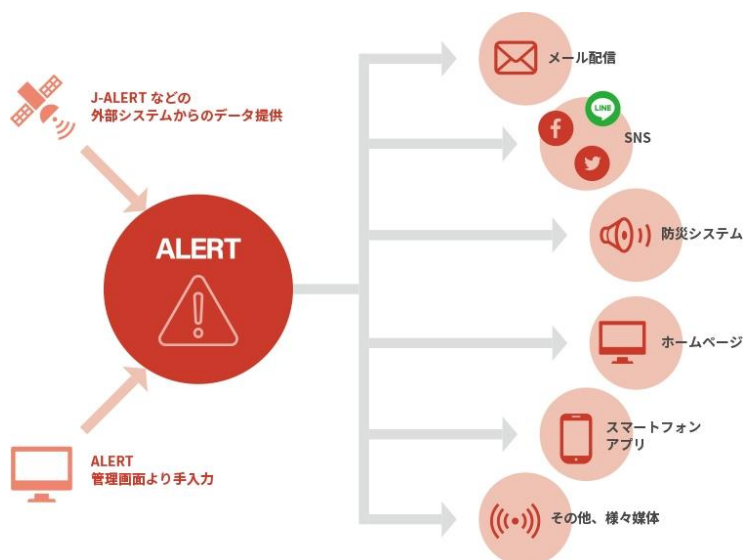 J-ALERT などの
外部システムからのデータ提供
ALERT
ALERT
管理画面より手入力
メール配信
LINE
SNS
防災システム
ホームページ
スマートフォン
アプリ
その他、様々媒体